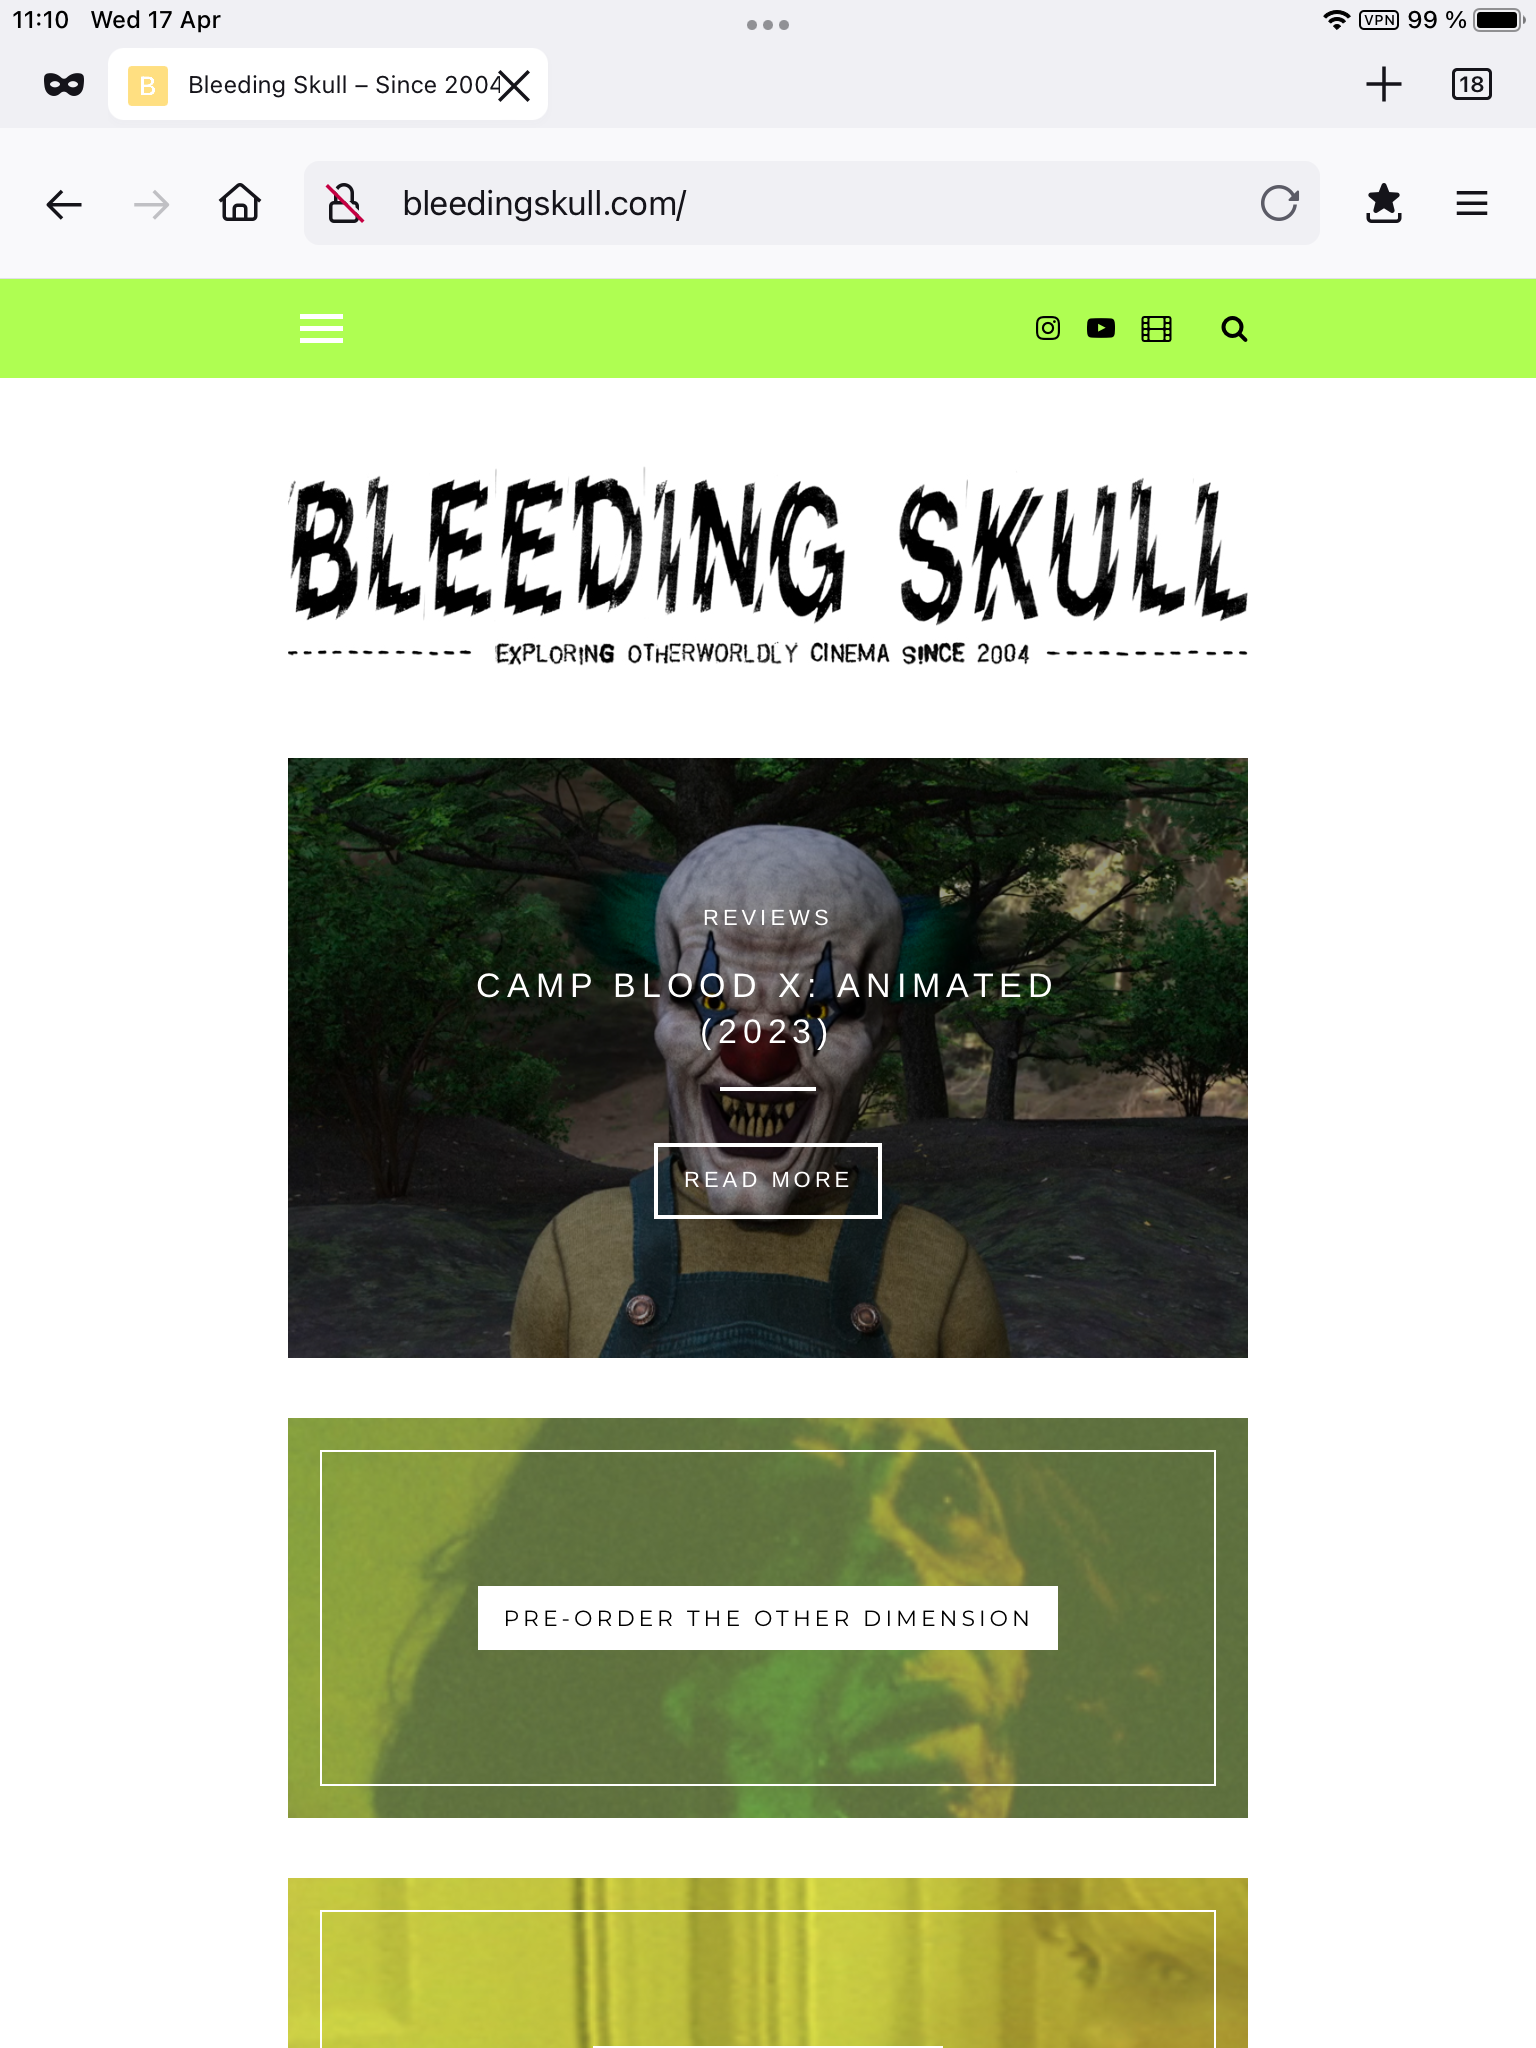 11:10 Wed 17 Apr
VPN 99 %
B Bleeding Skull – Since 2004
18
bleedingskull.com/
BLEEDING SKULL
EXPLORING OTHERWORLDLY CINEMA SINCE 2004
REVIEWS
CAMP BLOOD X: ANIMATED
(2023)
READ MORE
PRE-ORDER THE OTHER DIMENSION